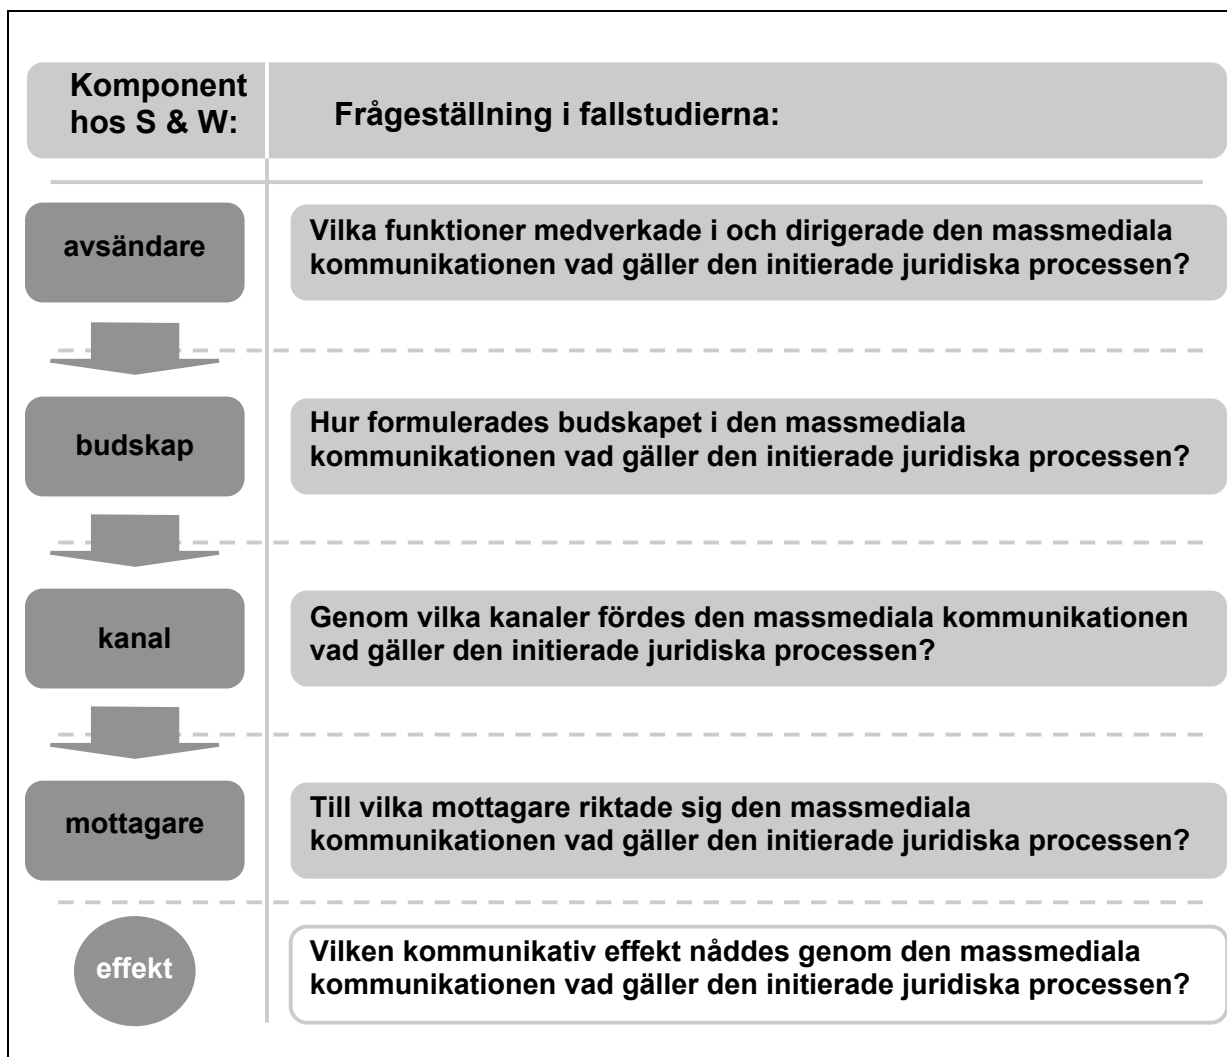 Komponent
hos S & W:
Frågeställning i fallstudierna:
avsändare
Vilka funktioner medverkade i och dirigerade den massmediala
kommunikationen vad gäller den initierade juridiska processen?
budskap
Hur formulerades budskapet i den massmediala
kommunikationen vad gäller den initierade juridiska processen?
kanal
Genom vilka kanaler fördes den massmediala kommunikationen
vad gäller den initierade juridiska processen?
mottagare
Till vilka mottagare riktade sig den massmediala
kommunikationen vad gäller den initierade juridiska processen?
effekt
Vilken kommunikativ effekt nåddes genom den massmediala
kommunikationen vad gäller den initierade juridiska processen?